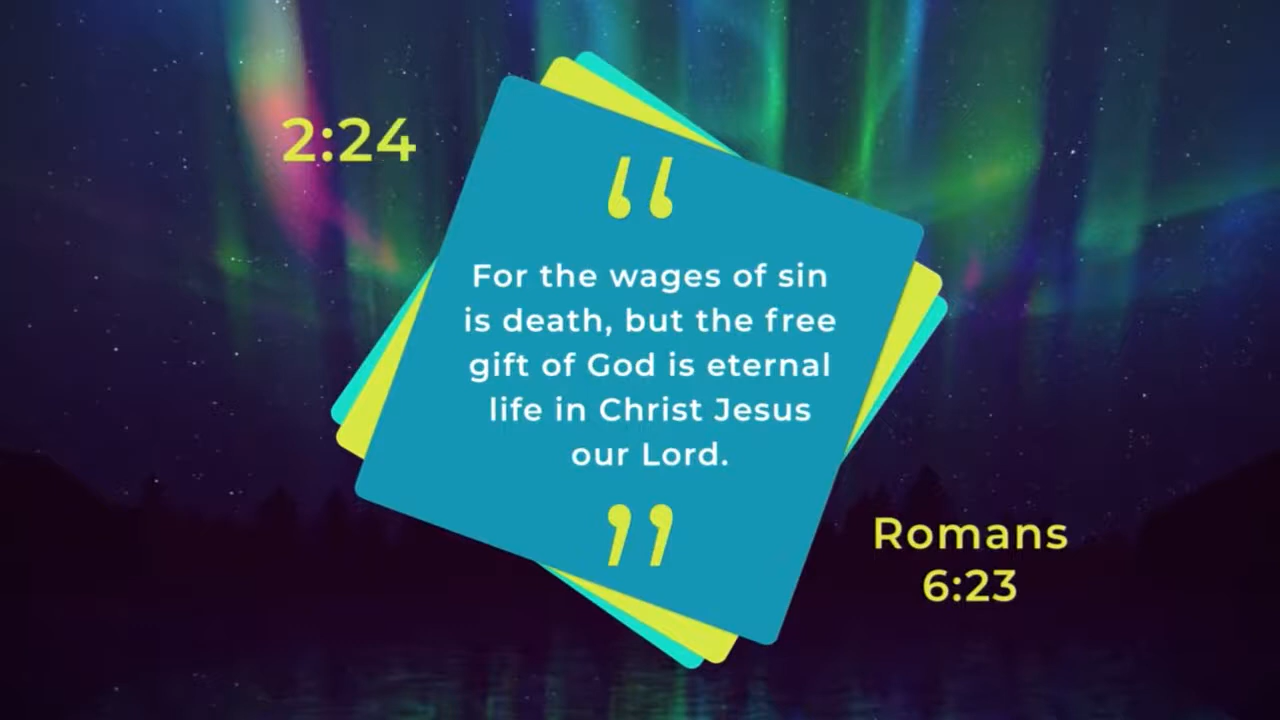 2:24
“
For the wages of sin
is death, but the free
gift of God is eternal
life in Christ Jesus
our Lord.
”
Romans
6:23